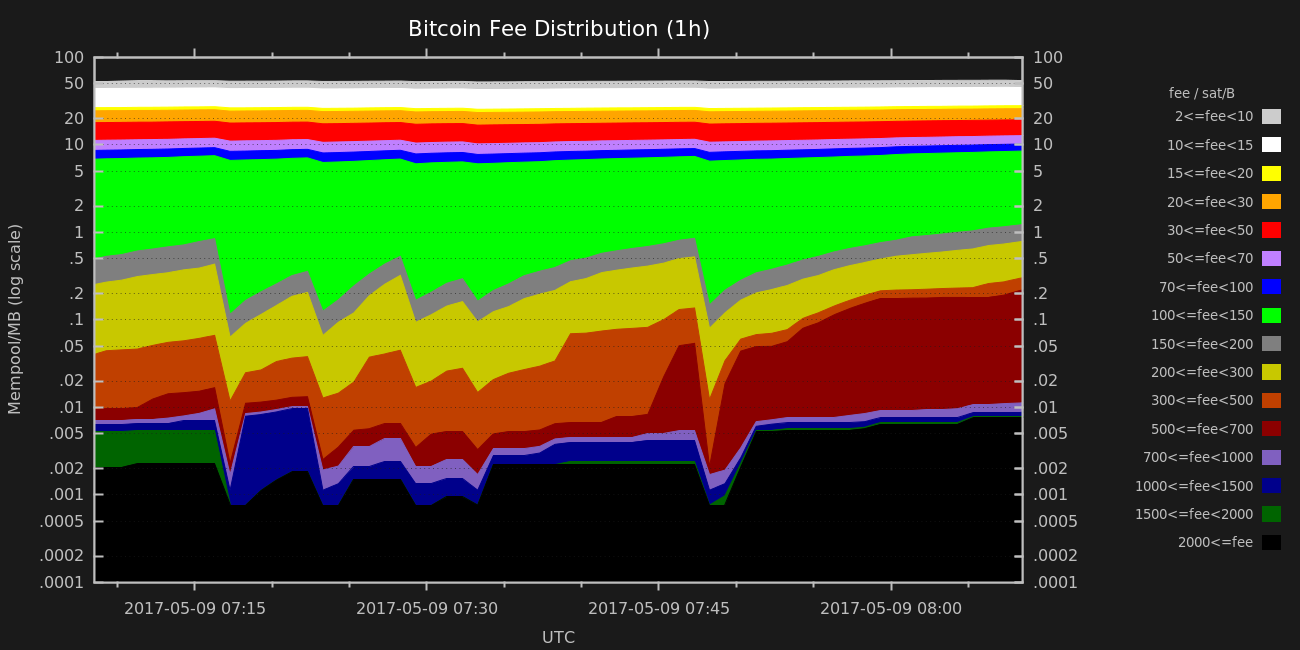 Bitcoin Fee Distribution (1h)
100 100
50 50
20 20
10 10
5 5
2 2
1 1
.5 .5
.2 .2
.1 .1
.05 .05
.02 .02
.01 .01
.005 .005
.002 .002
.001 .001
.0005 .0005
.0002 .0002
.0001 .0001
Mempool/MB (log scale)
2017-05-09 07:15 2017-05-09 07:30 2017-05-09 07:45 2017-05-09 08:00
UTC
fee / sat/B
2<=fee<10
10<=fee<15
15<=fee<20
20<=fee<30
30<=fee<50
50<=fee<70
70<=fee<100
100<=fee<150
150<=fee<200
200<=fee<300
300<=fee<500
500<=fee<700
700<=fee<1000
1000<=fee<1500
1500<=fee<2000
2000<=fee